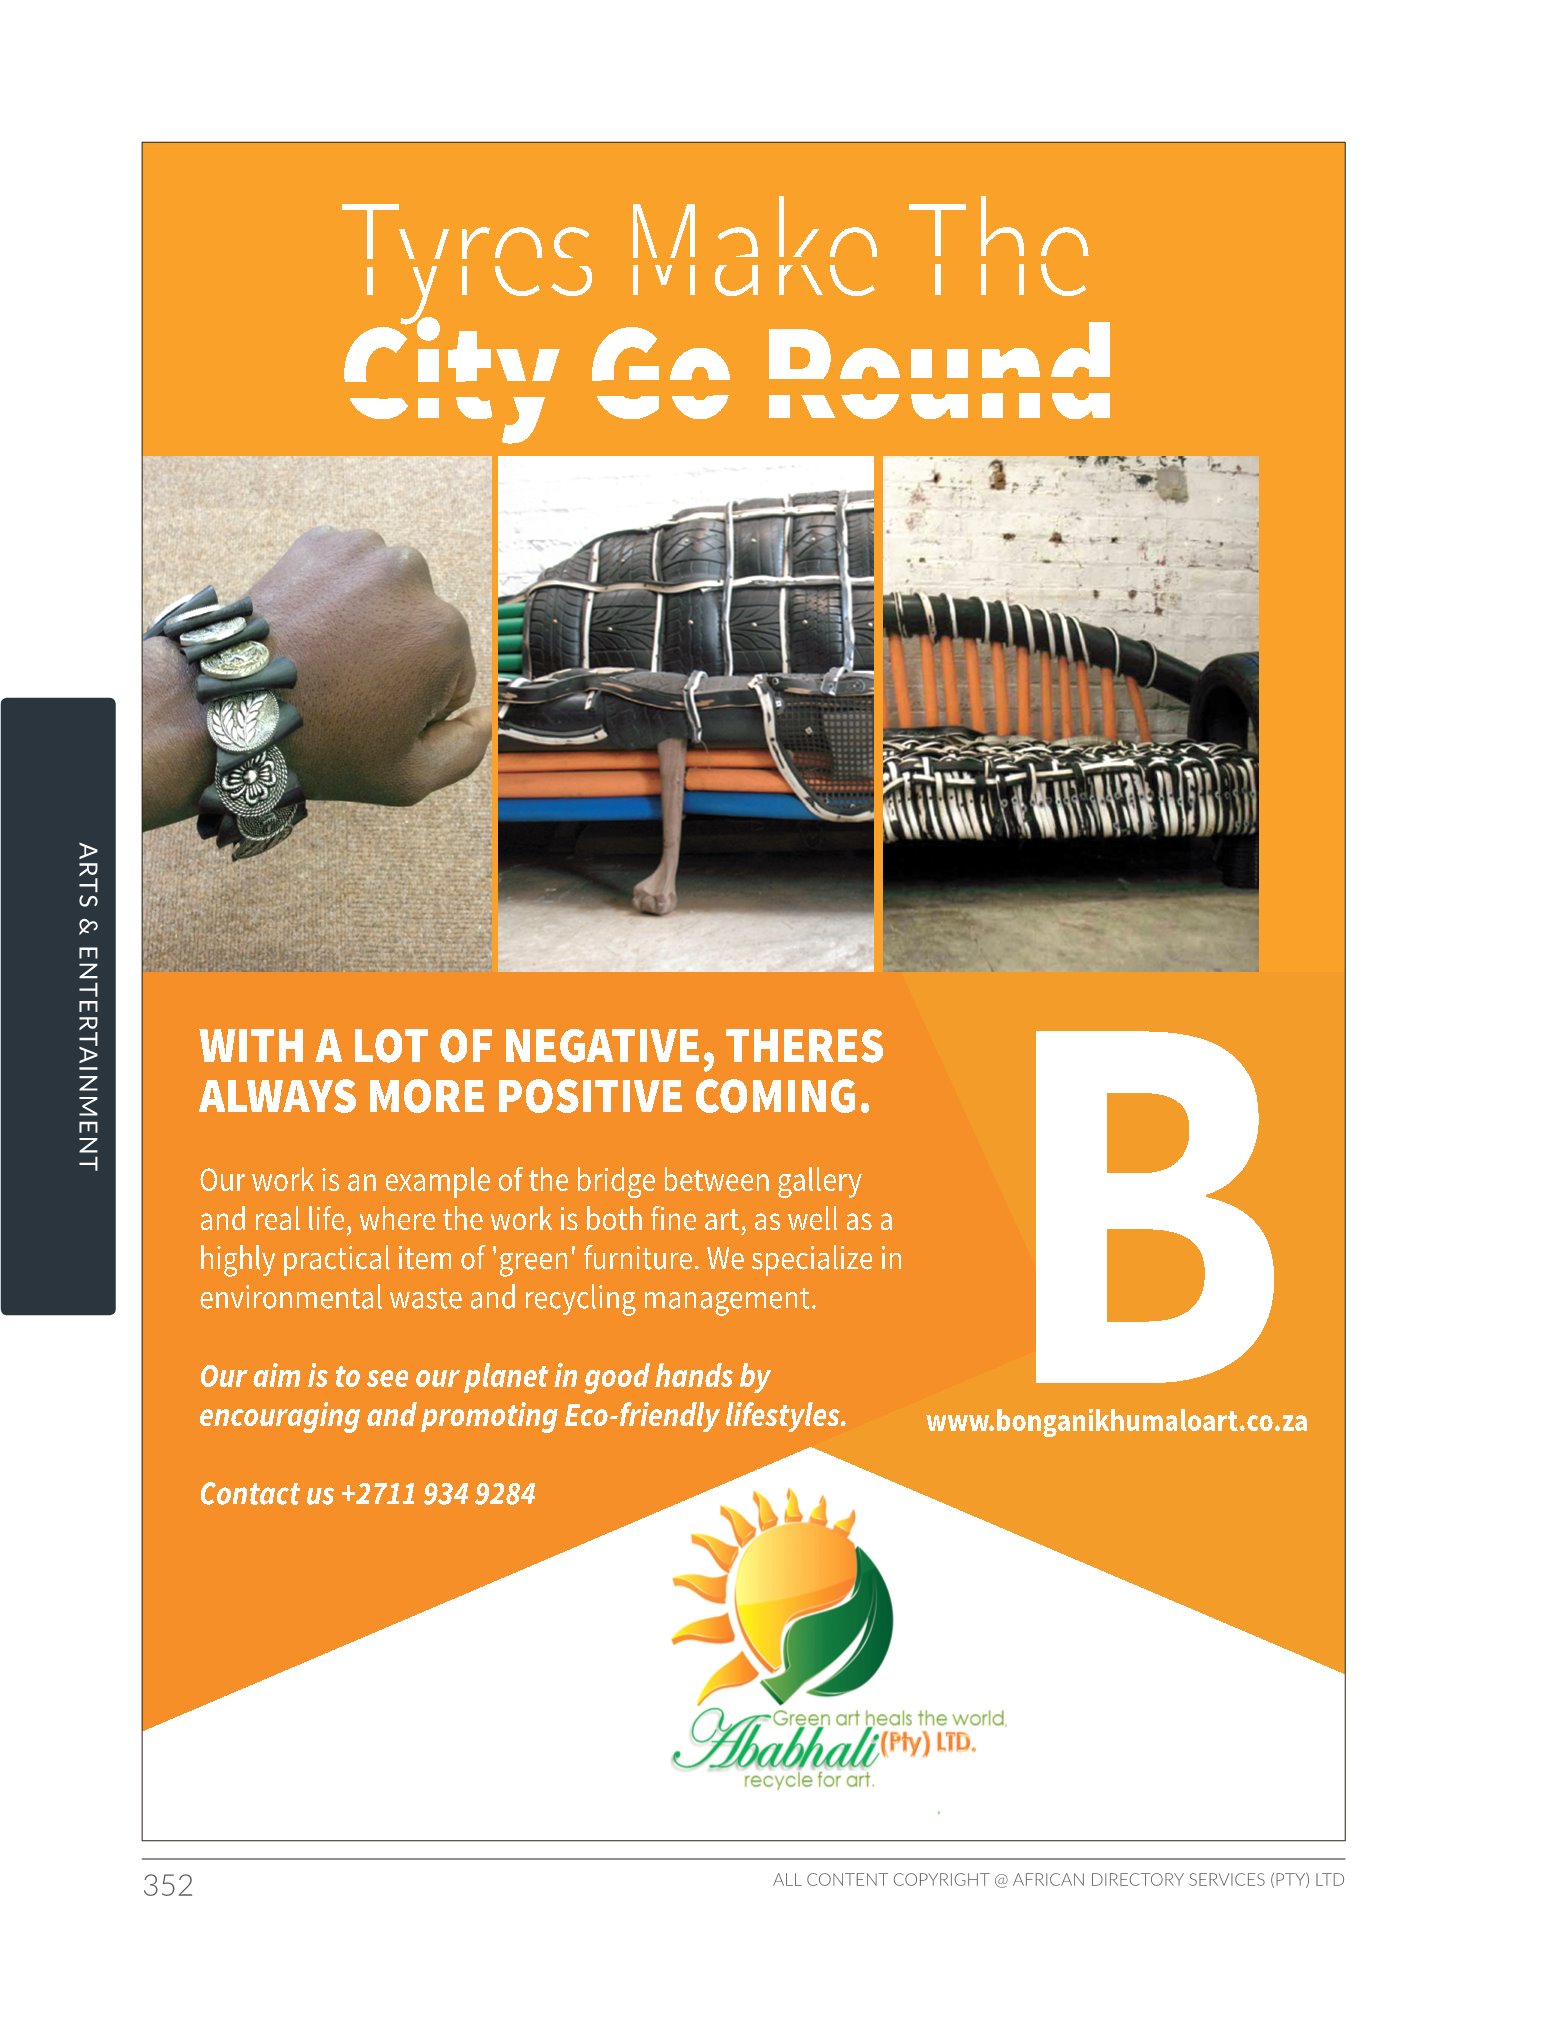 Tyres Make The
City Go Round
ARTS & ENTERTAINMENT
WITH A LOT OF NEGATIVE, THERES
ALWAYS MORE POSITIVE COMING.
Our work is an example of the bridge between gallery
and real life, where the work is both fine art, as well as a
highly practical item of 'green' furniture. We specialize in
environmental waste and recycling management.
Our aim is to see our planet in good hands by
encouraging and promoting Eco-friendly lifestyles.
Contact us +2711 934 9284
B
www.bonganikhumaloart.co.za
Green art heals the world,
Ababhali (Pty) LTD.
recycle for art.
352
ALL CONTENT COPYRIGHT @ AFRICAN DIRECTORY SERVICES (PTY) LTD